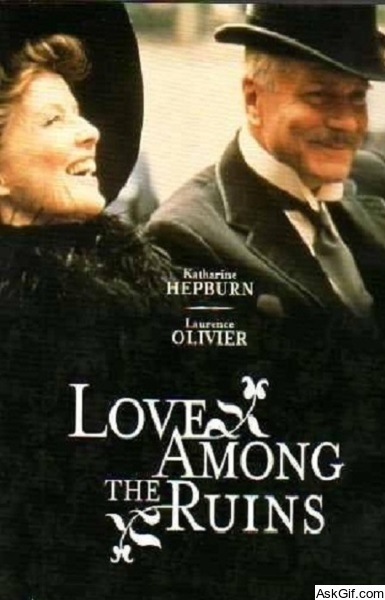 Katharine
HEPBURN
Laurence
OLIVIER
LOVE
AMONG
THE RUINS
AskGif.com